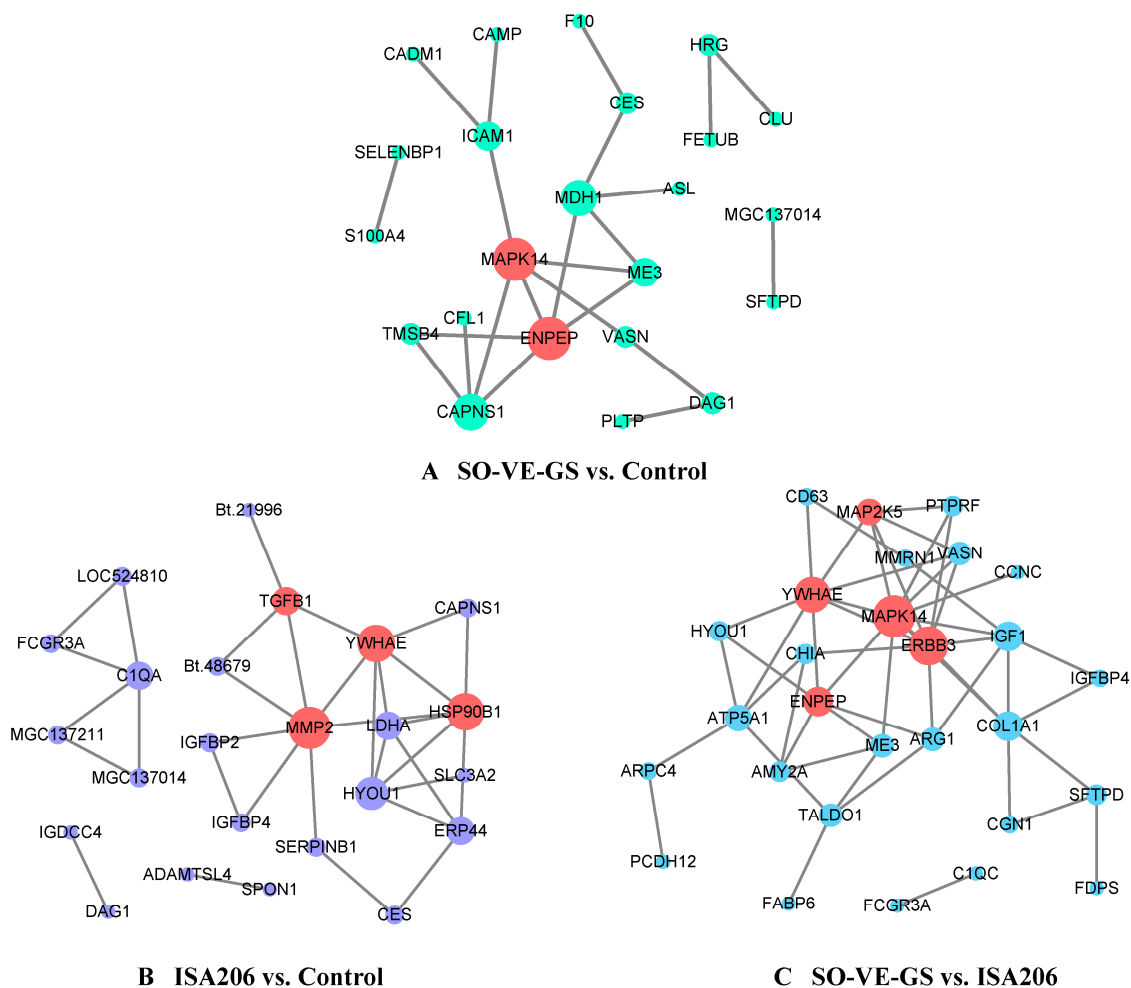 F10
CAMP
HRG
CADM1
CES
CLU
ICAM1
FETUB
SELENBP1
ASL
MDH1
MGC137014
S100A4
MAPK14
ME3
SFTPD
CFL1
TMSB4
ENPEP
VASN
DAG1
CAPNS1
PLTP
A SO-VE-GS vs. Control
Bt.21996
LOC524810
TGFB1
CAPNS1
FCGR3A
YWHAE
Bt.48679
C1QA
HSP90B1
MMP2
LDHA
MGC137211
IGFBP2
MGC137014
SLC3A2
HYOU1
IGFBP4
ERP44
IGDCC4
SERPINB1
ADAMTSL4
SPON1
DAG1
CES
B ISA206 vs. Control
CD63
PTPRF
MAP2K5
MMRN1
VASN
CCNC
YWHAE
MAPK14
HYOU1
IGF1
ERBB3
CHIA
IGFBP4
ENPEP
ATP5A1
COL1A1
ME3
ARG1
ARPC4
AMY2A
SFTPD
TALDO1
CGN1
PCDH12
C1QC
FDPS
FABP6
FCGR3A
C SO-VE-GS vs. ISA206